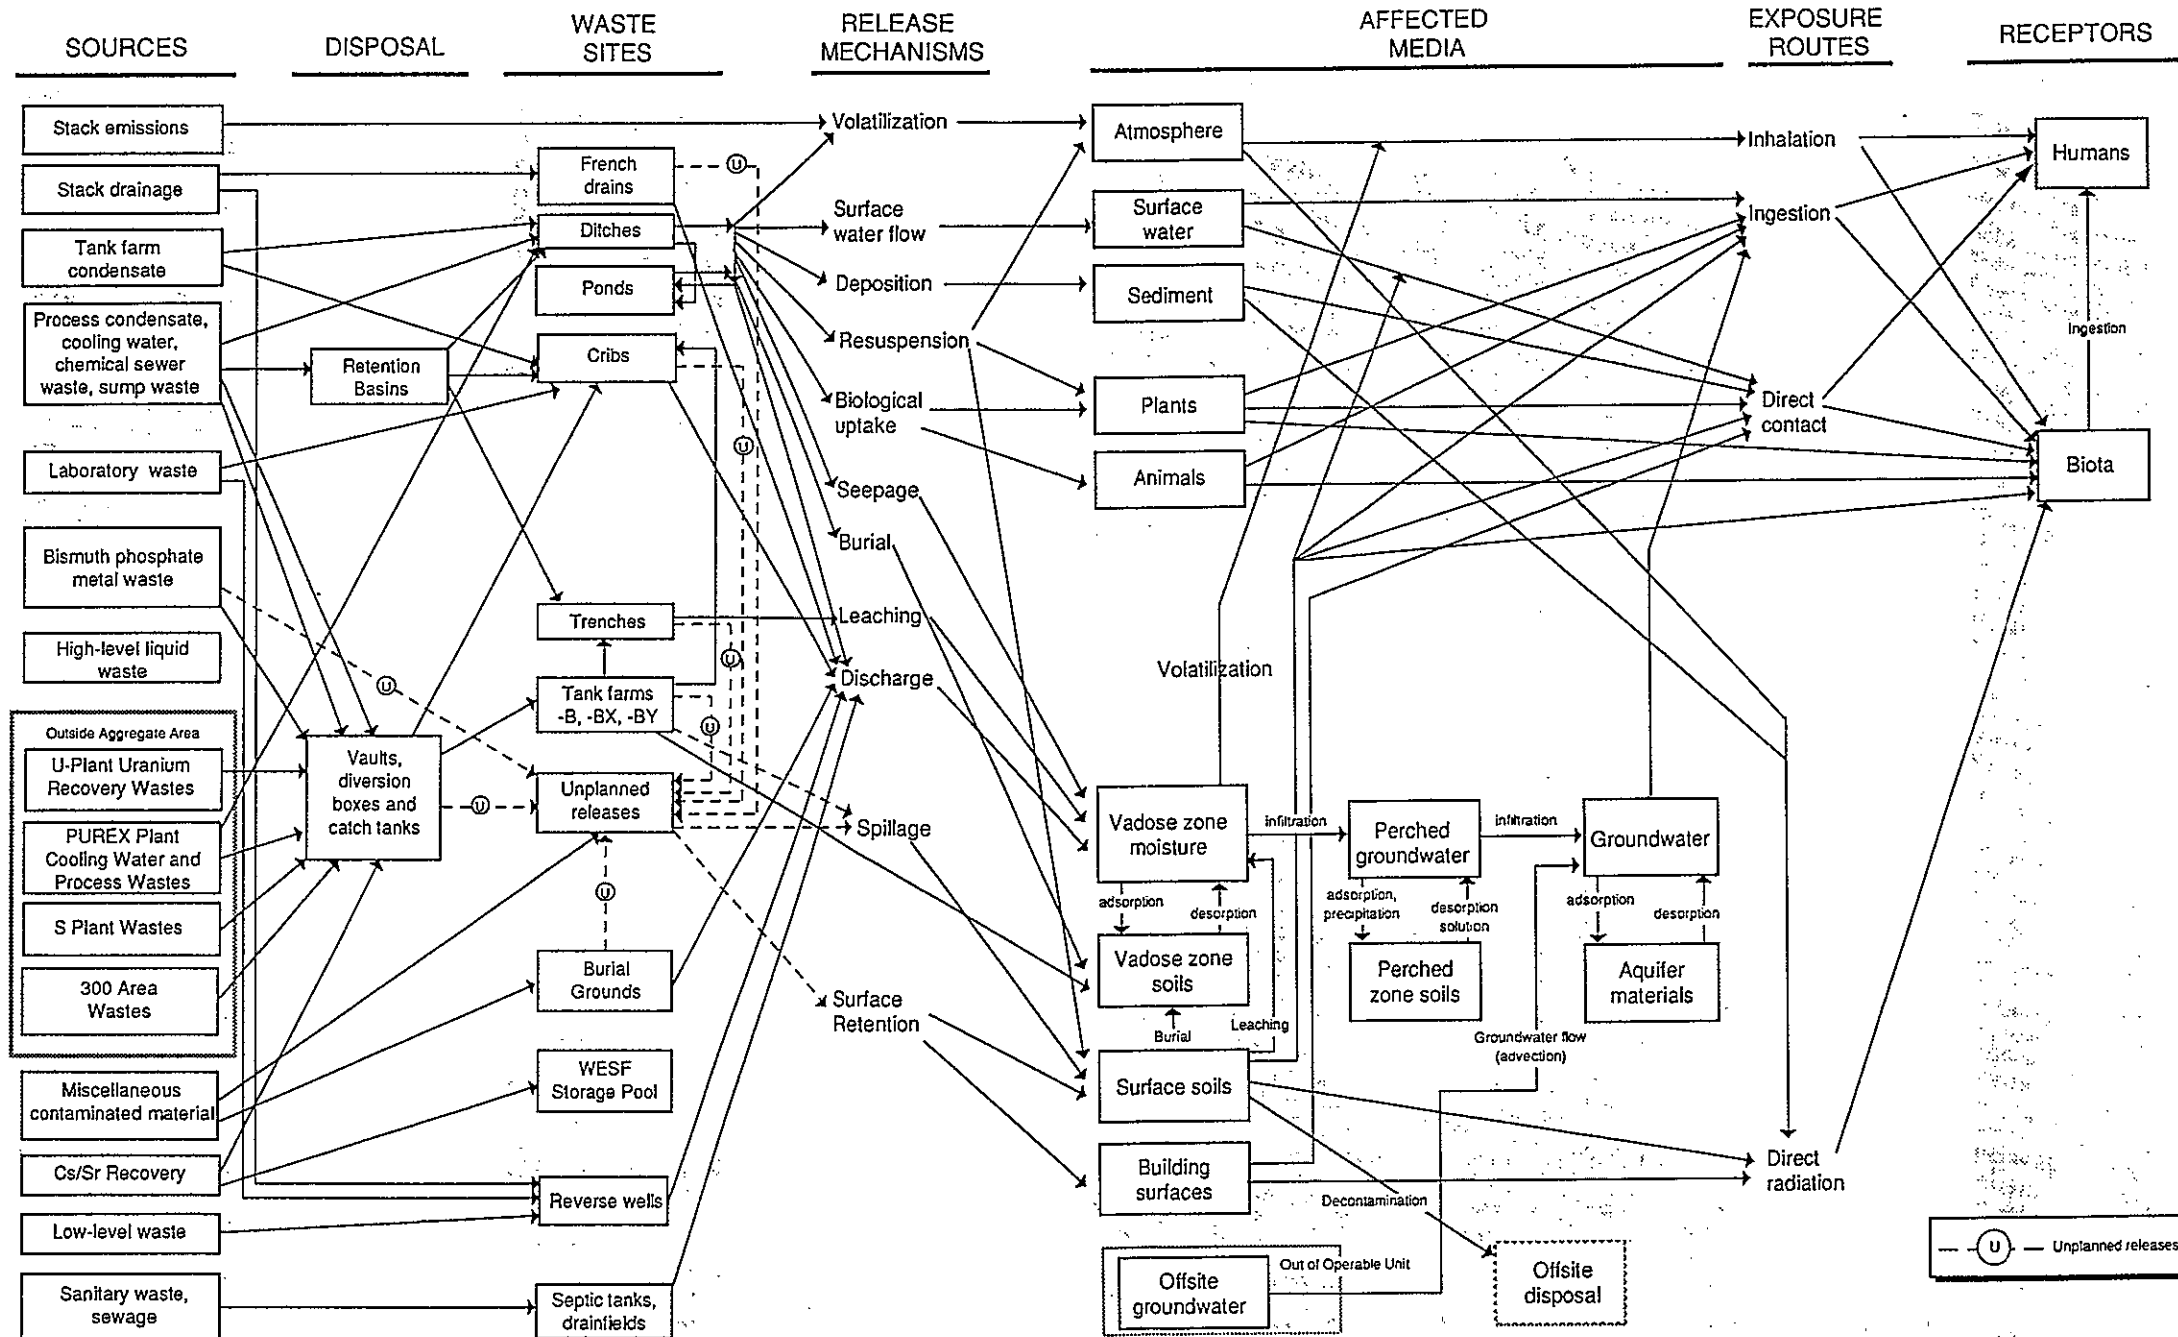 SOURCES
DISPOSAL
WASTE
SITES
RELEASE
MECHANISMS
AFFECTED
MEDIA
EXPOSURE
ROUTES
RECEPTORS
Stack emissions
Stack drainage
Tank farm
condensate
Process condensate,
cooling water,
chemical sewer
waste, sump waste
Laboratory waste
Bismuth phosphate
metal waste
High-level liquid
waste
Outside Aggregate Area
U-Plant Uranium
Recovery Wastes
PUREX Plant
Cooling Water and
Process Wastes
S Plant Wastes
300 Area
Wastes
Miscellaneous
contaminated material
Cs/Sr Recovery
Low-level waste
Sanitary waste,
sewage
Retention
Basins
Vaults,
diversion
boxes and
catch tanks
U
U
French
drains
U
Ditches
Ponds
Cribs
U
Trenches
U
Tank farms
-B, -BX, -BY
U
Unplanned
releases
U
Burial
Grounds
WESF
Storage Pool
Reverse wells
Septic tanks,
drainfields
Volatilization
Surface
water flow
Deposition
Resuspension
Biological
uptake
Seepage
Burial
Leaching
Discharge
Spillage
Surface
Retention
Atmosphere
Surface
water
Sediment
Plants
Animals
Volatilization
Vadose zone
moisture
infiltration
Perched
groundwater
infiltration
Groundwater
adsorption
desorption
adsorption,
precipitation
desorption
solution
adsorption
desorption
Vadose zone
soils
Perched
zone soils
Aquifer
materials
Burial
Leaching
Groundwater flow
(advection)
Surface soils
Building
surfaces
Decontamination
Out of Operable Unit
Offsite
groundwater
Offsite
disposal
Inhalation
Ingestion
Direct
contact
Direct
radiation
Humans
Ingestion
Biota
U
Unplanned releases